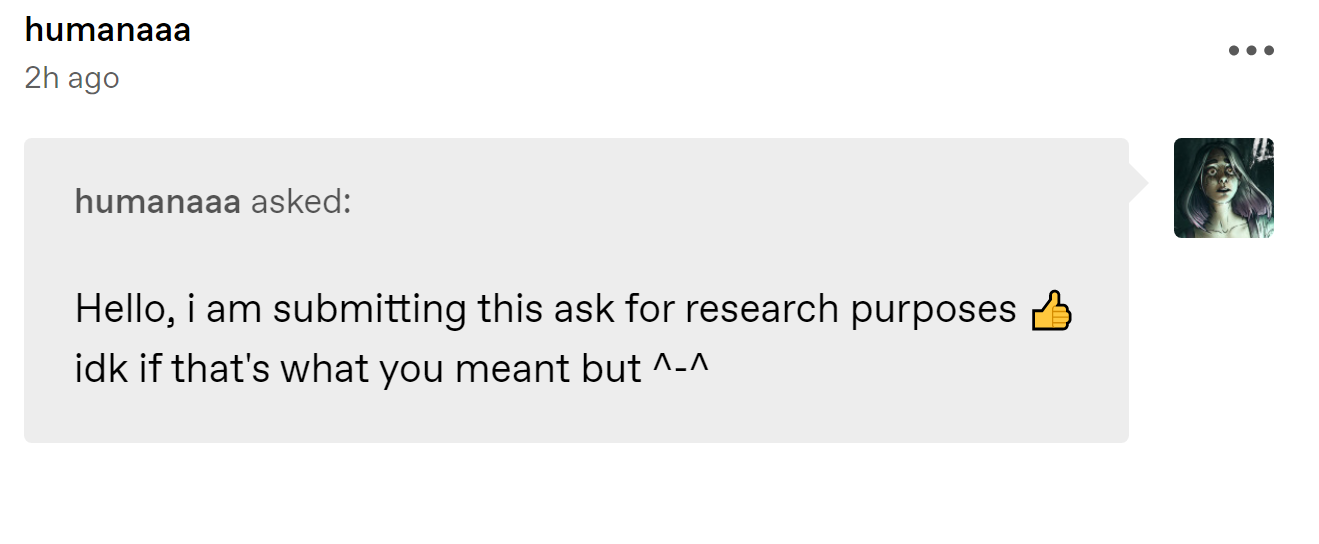 humanaaa
2h ago
humanaaa asked:
Hello, i am submitting this ask for research purposes 👍
idk if that's what you meant but ^-^